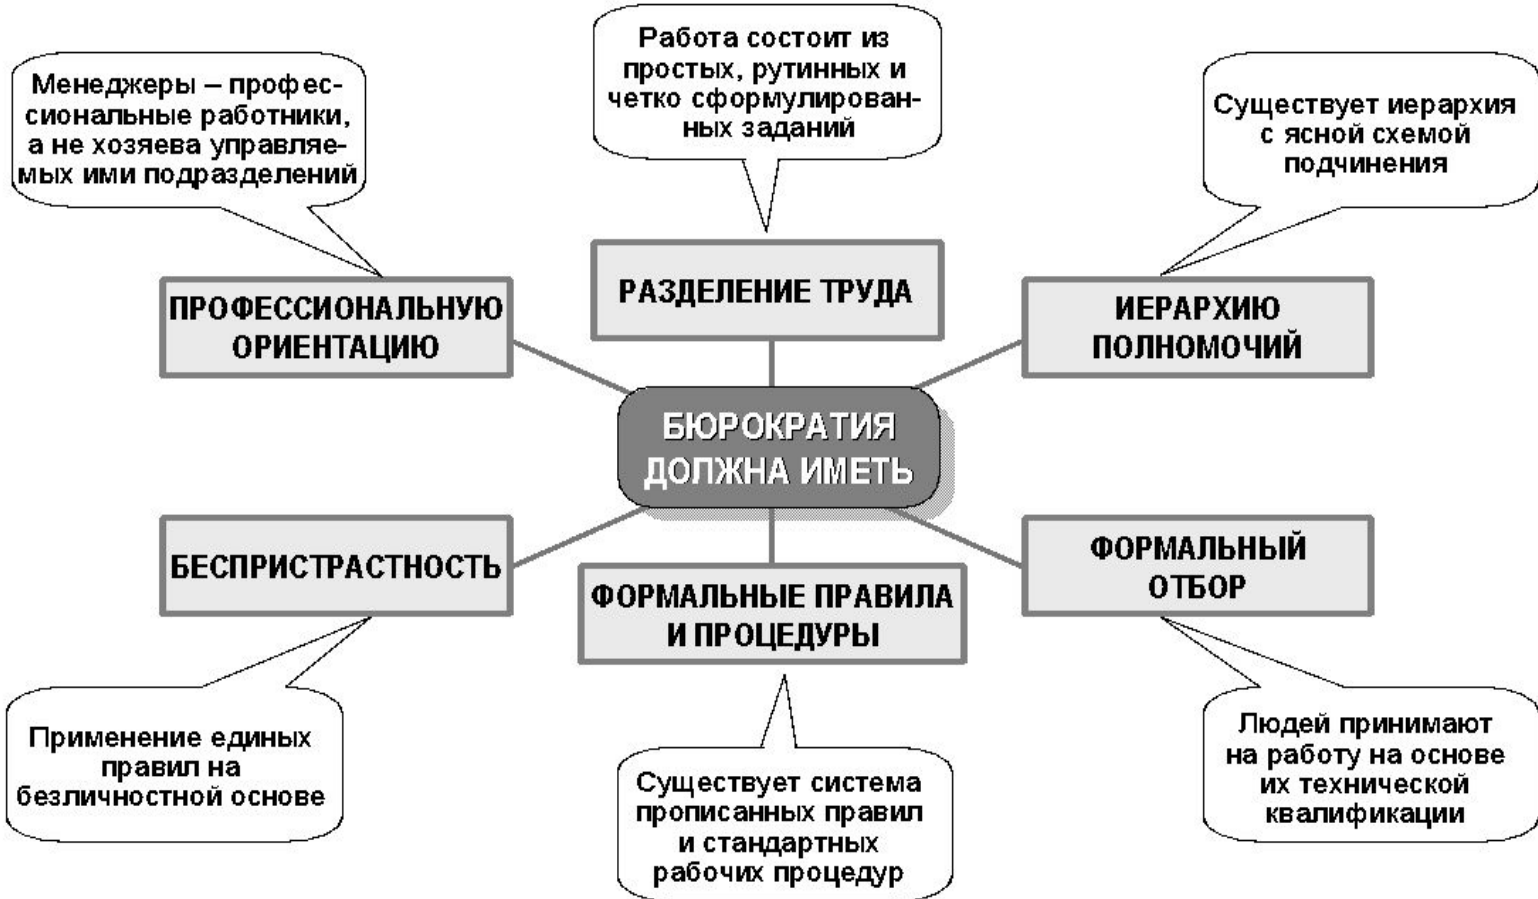 Работа состоит из
простых, рутинных и
четко сформулирован-
ных заданий
Менеджеры – профес-
сиональные работники,
а не хозяева управляе-
мых ими подразделений
Существует иерархия
с ясной схемой
подчинения
ПРОФЕССИОНАЛЬНУЮ
ОРИЕНТАЦИЮ
РАЗДЕЛЕНИЕ ТРУДА
ИЕРАРХИЮ
ПОЛНОМОЧИЙ
БЮРОКРАТИЯ
ДОЛЖНА ИМЕТЬ
БЕСПРИСТРАСТНОСТЬ
ФОРМАЛЬНЫЕ ПРАВИЛА
И ПРОЦЕДУРЫ
ФОРМАЛЬНЫЙ
ОТБОР
Применение единых
правил на
безличностной основе
Существует система
прописанных правил
и стандартных
рабочих процедур
Людей принимают
на работу на основе
их технической
квалификации